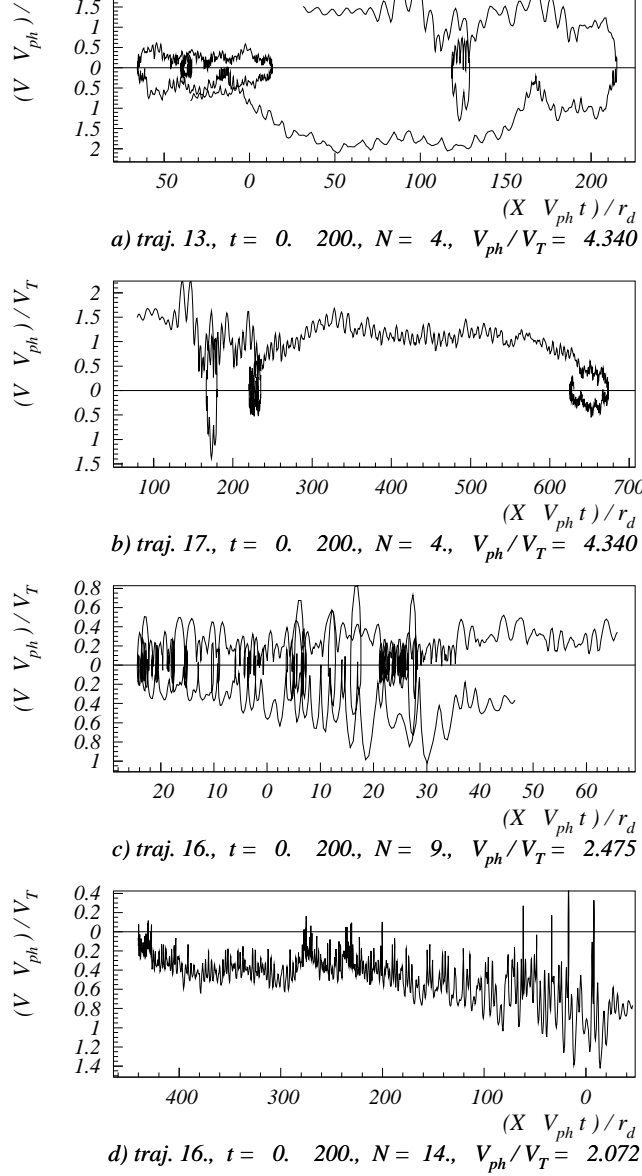 (V V_ph) /
1.5
1
0.5
0
0.5
1
1.5
2
50 0 50 100 150 200
(X V_ph t) / r_d
a) traj. 13., t = 0. 200., N = 4., V_ph / V_T = 4.340
(V V_ph) / V_T
2
1.5
1
0.5
0
0.5
1
1.5
100 200 300 400 500 600 700
(X V_ph t) / r_d
b) traj. 17., t = 0. 200., N = 4., V_ph / V_T = 4.340
(V V_ph) / V_T
0.8
0.6
0.4
0.2
0
0.2
0.4
0.6
0.8
1
20 10 0 10 20 30 40 50 60
(X V_ph t) / r_d
c) traj. 16., t = 0. 200., N = 9., V_ph / V_T = 2.475
(V V_ph) / V_T
0.4
0.2
0
0.2
0.4
0.6
0.8
1
1.2
1.4
400 300 200 100 0
(X V_ph t) / r_d
d) traj. 16., t = 0. 200., N = 14., V_ph / V_T = 2.072